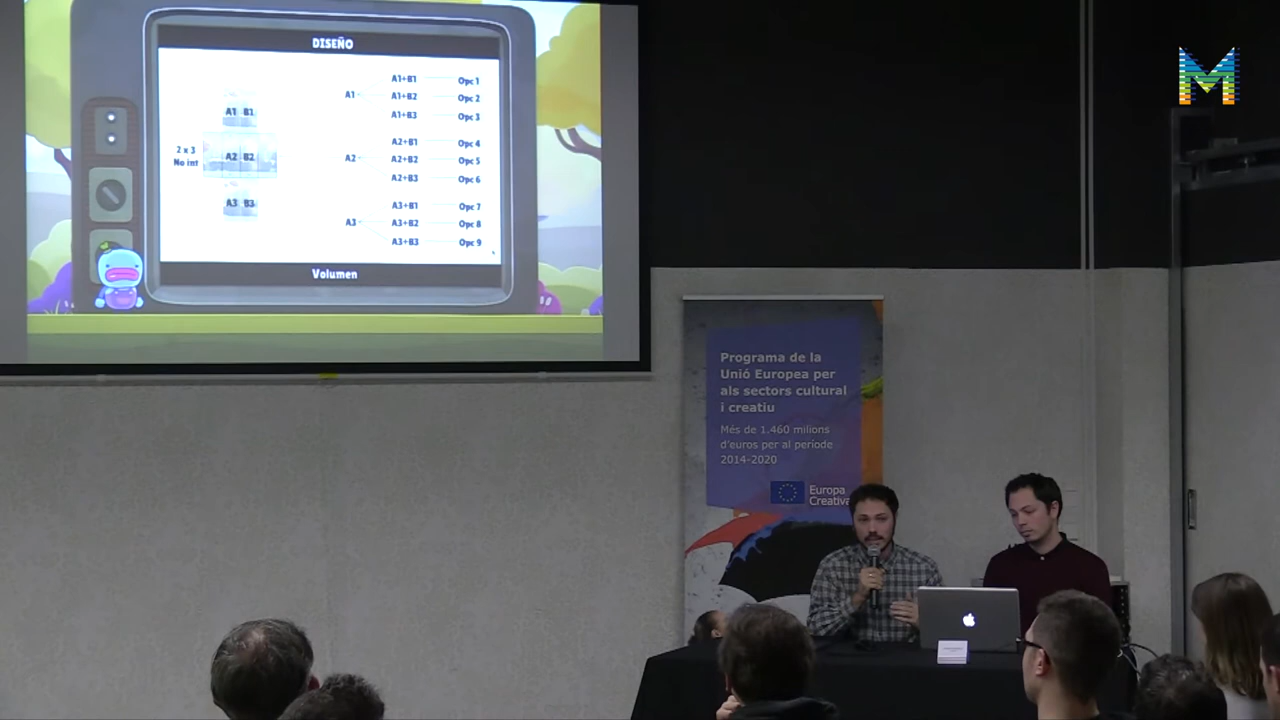 DISEÑO
A1 B1
A2 B2
A3 B3
2 x 3
No int
A1
A1+B1 Opc 1
A1+B2 Opc 2
A1+B3 Opc 3
A2
A2+B1 Opc 4
A2+B2 Opc 5
A2+B3 Opc 6
A3
A3+B1 Opc 7
A3+B2 Opc 8
A3+B3 Opc 9
Volumen
M
Programa de la
Unió Europea per
als sectors cultural
i creatiu
Més de 1.460 milions
d'euros per al període
2014-2020
Europa
Creativa